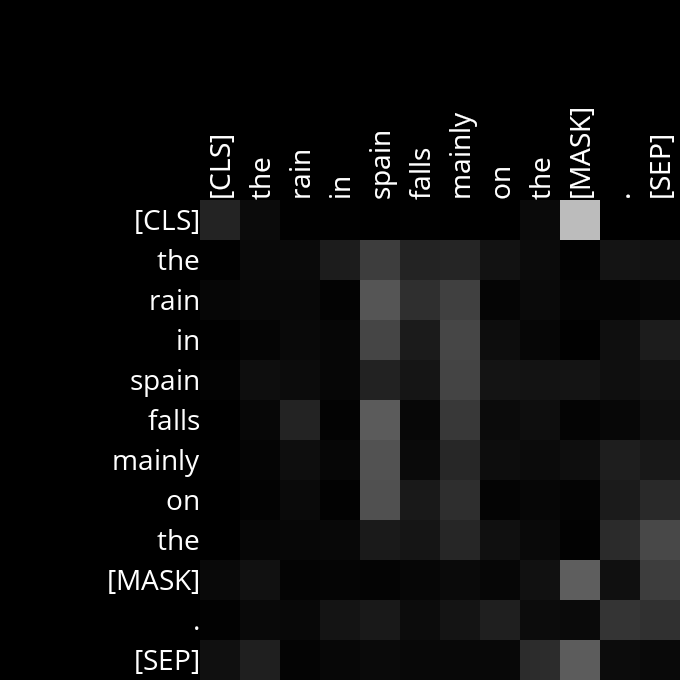 [CLS] the rain in spain falls mainly on the [MASK] . [SEP]
[CLS]
the
rain
in
spain
falls
mainly
on
the
[MASK]
.
[SEP]